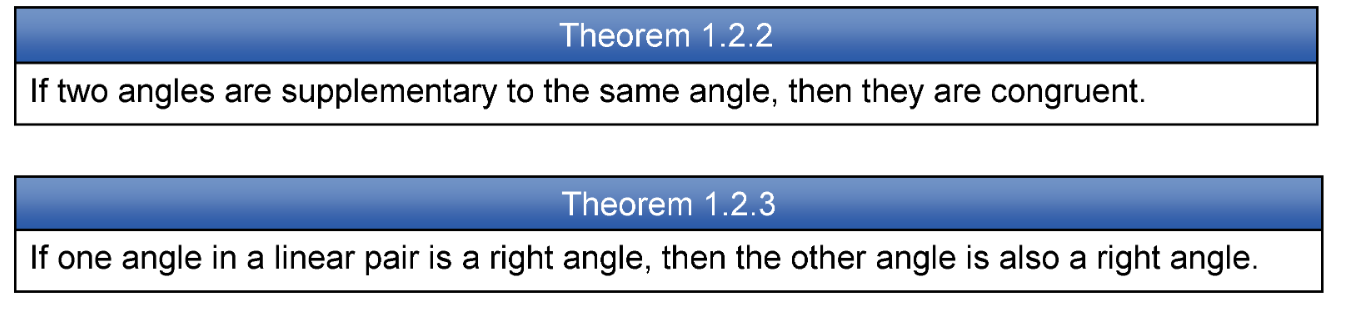 Theorem 1.2.2
If two angles are supplementary to the same angle, then they are congruent.
Theorem 1.2.3
If one angle in a linear pair is a right angle, then the other angle is also a right angle.